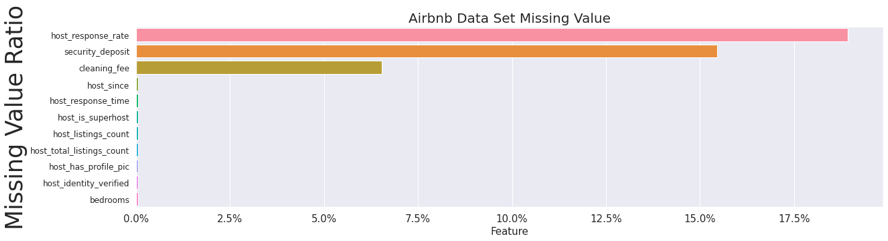 Airbnb Data Set Missing Value
Missing Value Ratio
host_response_rate
security_deposit
cleaning_fee
host_since
host_response_time
host_is_superhost
host_listings_count
host_total_listings_count
host_has_profile_pic
host_identity_verified
bedrooms
0.0% 2.5% 5.0% 7.5% 10.0% 12.5% 15.0% 17.5%
Feature